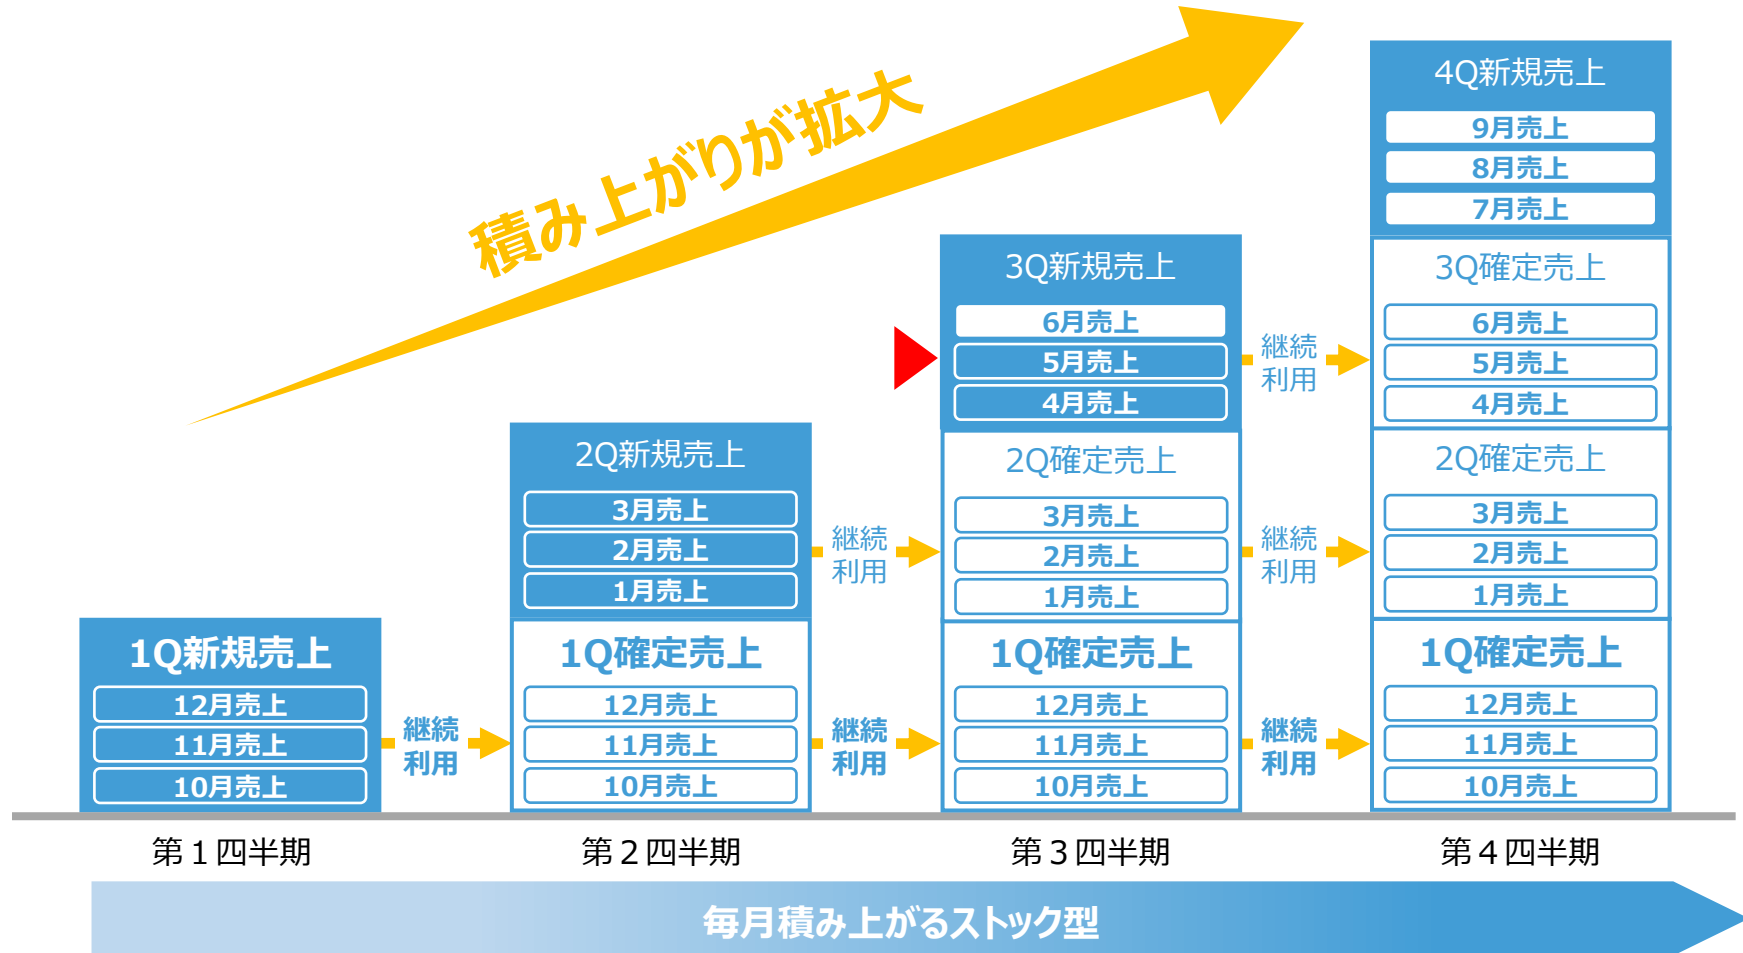 積み上がりが拡大
1Q新規売上
12月売上
11月売上
10月売上
継続
利用
2Q新規売上
3月売上
2月売上
1月売上
1Q確定売上
12月売上
11月売上
10月売上
継続
利用
継続
利用
3Q新規売上
6月売上
5月売上
4月売上
2Q確定売上
3月売上
2月売上
1月売上
1Q確定売上
12月売上
11月売上
10月売上
継続
利用
継続
利用
継続
利用
4Q新規売上
9月売上
8月売上
7月売上
3Q確定売上
6月売上
5月売上
4月売上
2Q確定売上
3月売上
2月売上
1月売上
1Q確定売上
12月売上
11月売上
10月売上
第１四半期
第２四半期
第３四半期
第４四半期
毎月積み上がるストック型